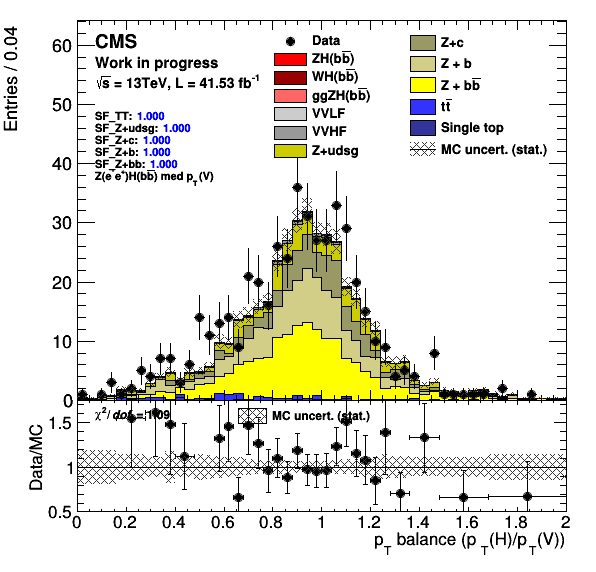 CMS
Work in progress
√s = 13TeV, L = 41.53 fb⁻¹
SF_TT: 1.000
SF_Z+udsg: 1.000
SF_Z+c: 1.000
SF_Z+b: 1.000
SF_Z+bb: 1.000
Z(e⁻e⁺)H(bb̅) med p_T(V)
Data
ZH(bb̅)
WH(bb̅)
ggZH(bb̅)
VVLF
VVHF
Z+udsg
Z+c
Z + b
Z + bb̅
tt̅
Single top
MC uncert. (stat.)
Entries / 0.04
60
50
40
30
20
10
0
χ²/dof = 1.09
MC uncert. (stat.)
Data/MC
1.5
1
0.5
0 0.2 0.4 0.6 0.8 1 1.2 1.4 1.6 1.8 2
p_T balance (p_T(H)/p_T(V))